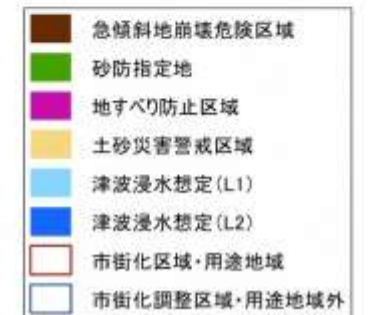 急傾斜地崩壊危険区域
砂防指定地
地すべり防止区域
土砂災害警戒区域
津波浸水想定(L1)
津波浸水想定(L2)
市街化区域・用途地域
市街化調整区域・用途地域外